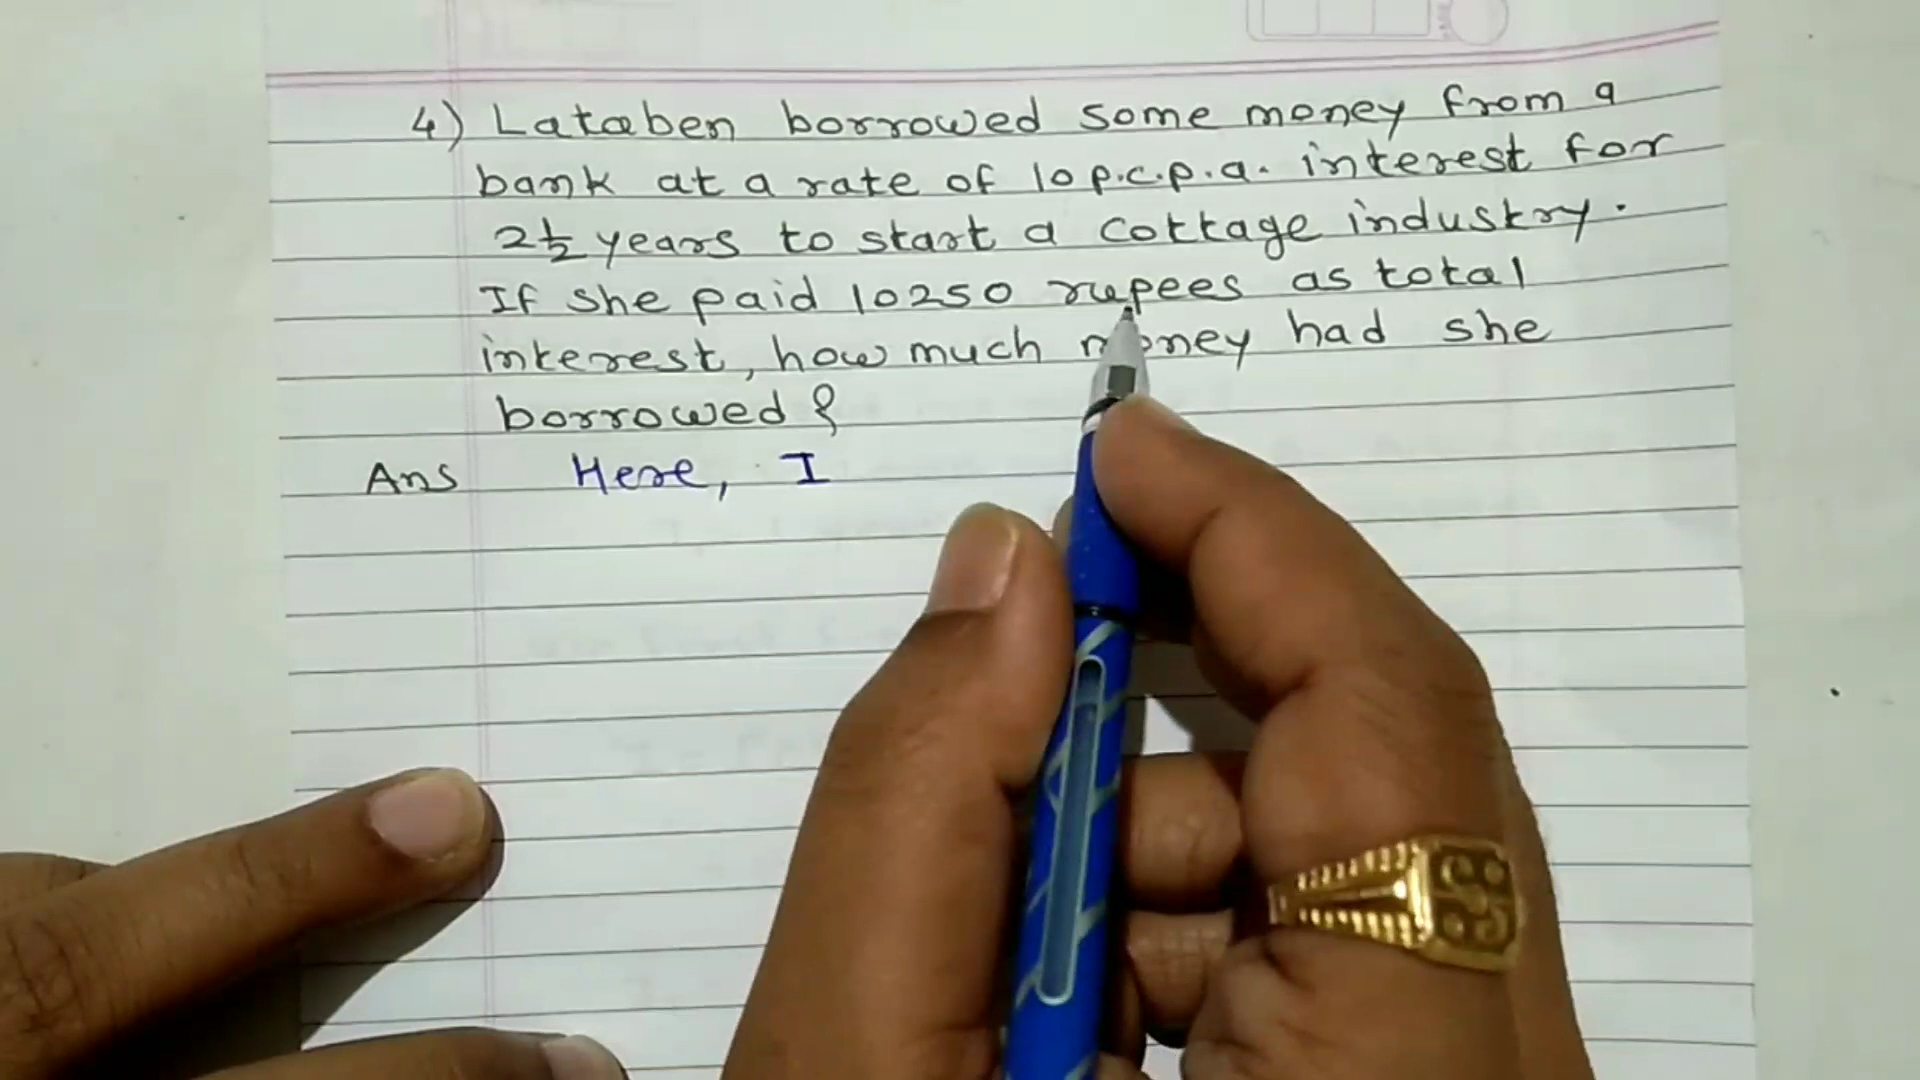 4) Lataben borrowed some money from a
bank at a rate of 10 p.c.p.a. interest for
2½ years to start a cottage industry.
If she paid 10250 rupees as total
interest, how much money had she
borrowed?
Ans Here, I